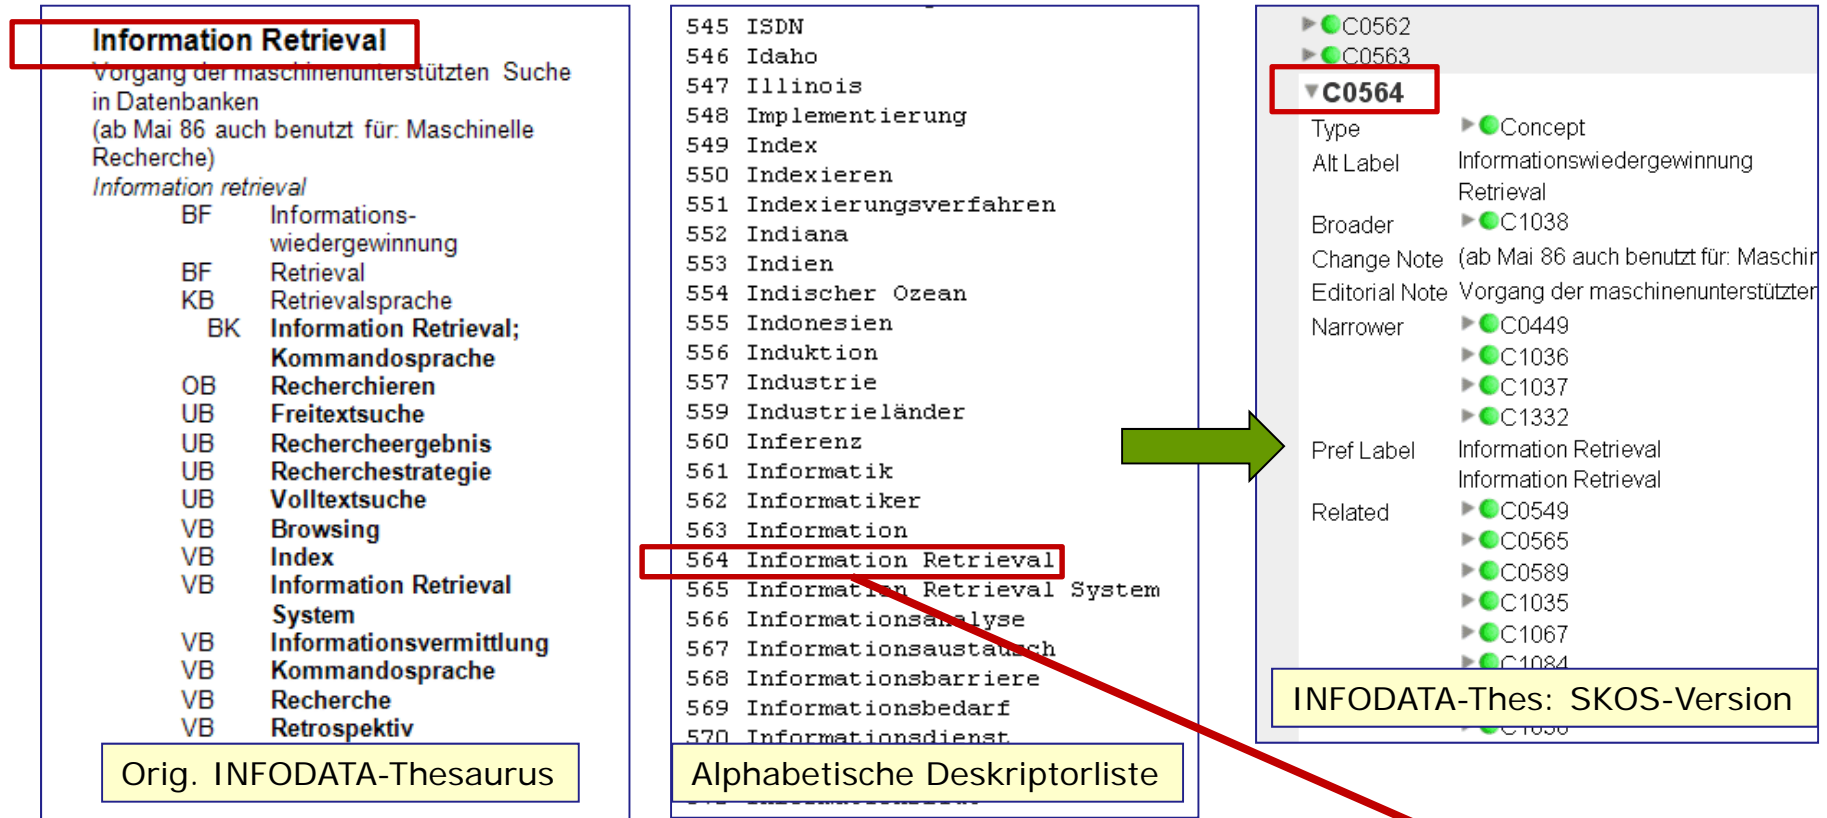 Information Retrieval
Vorgang der maschinenunterstützten Suche
in Datenbanken
(ab Mai 86 auch benutzt für: Maschinelle
Recherche)
Information retrieval
BF Informations-
wiedergewinnung
BF Retrieval
KB Retrievalsprache
BK Information Retrieval;
Kommandosprache
OB Recherchieren
UB Freitextsuche
UB Rechercheergebnis
UB Recherchestrategie
UB Volltextsuche
VB Browsing
VB Index
VB Information Retrieval
System
VB Informationsvermittlung
VB Kommandosprache
VB Recherche
VB Retrospektiv
Orig. INFODATA-Thesaurus
545 ISDN
546 Idaho
547 Illinois
548 Implementierung
549 Index
550 Indexieren
551 Indexierungsverfahren
552 Indiana
553 Indien
554 Indischer Ozean
555 Indonesien
556 Induktion
557 Industrie
559 Industrieländer
560 Inferenz
561 Informatik
562 Informatiker
563 Information
564 Information Retrieval
565 Information Retrieval System
566 Informationsanalyse
567 Informationsaustausch
568 Informationsbarriere
569 Informationsbedarf
570 Informationsdienst
Alphabetische Deskriptorliste
C0562
C0563
C0564
Type Concept
Alt Label Informationswiedergewinnung
Retrieval
Broader C1038
Change Note (ab Mai 86 auch benutzt für: Maschin
Editorial Note Vorgang der maschinenunterstützter
Narrower C0449
C1036
C1037
C1332
Pref Label Information Retrieval
Information Retrieval
Related C0549
C0565
C0589
C1035
C1067
C1084
INFODATA-Thes: SKOS-Version